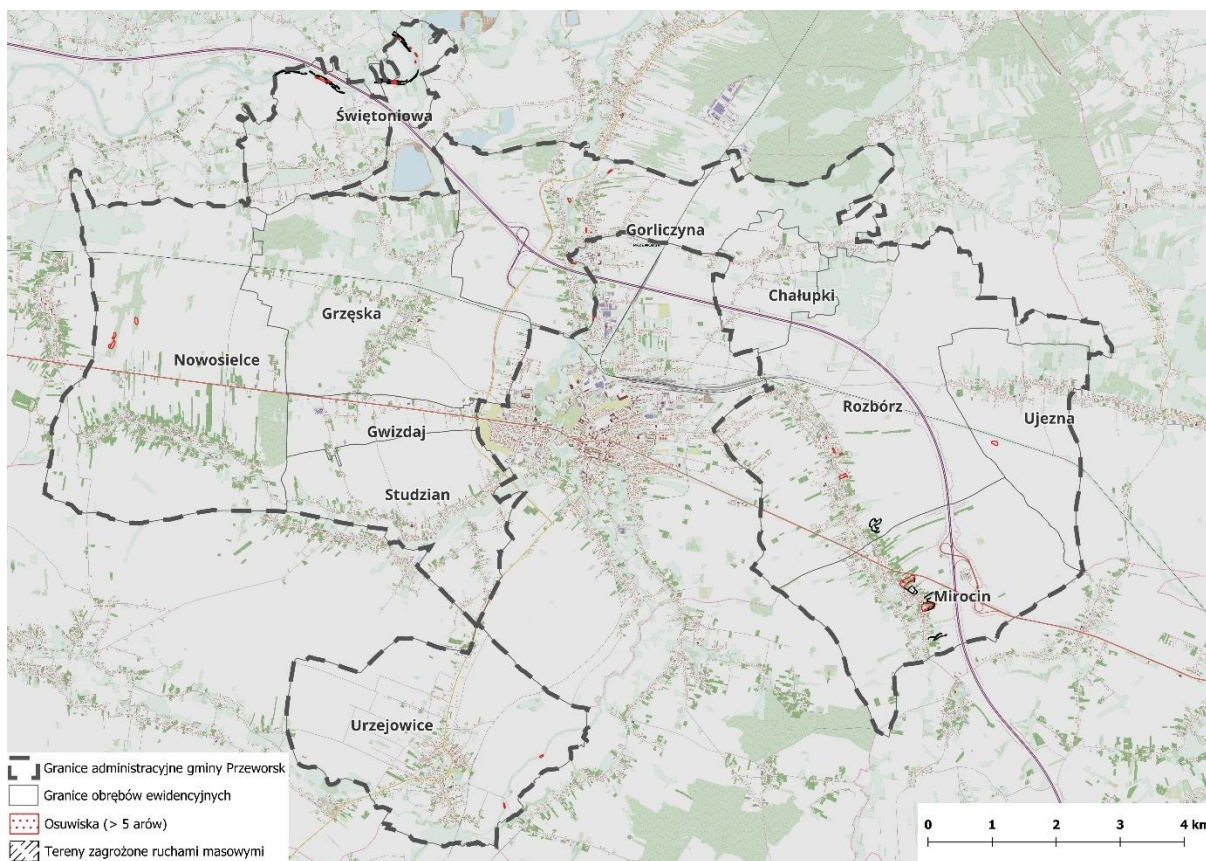 Świętoniowa
Gorliczyna
Chałupki
Grzęska
Nowosielce
Rozbórz
Ujezna
Gwizdaj
Studzian
Mirocin
Urzejowice
Granice administracyjne gminy Przeworsk
Granice obrębów ewidencyjnych
Osuwiska (> 5 arów)
Tereny zagrożone ruchami masowymi
0 1 2 3 4 km